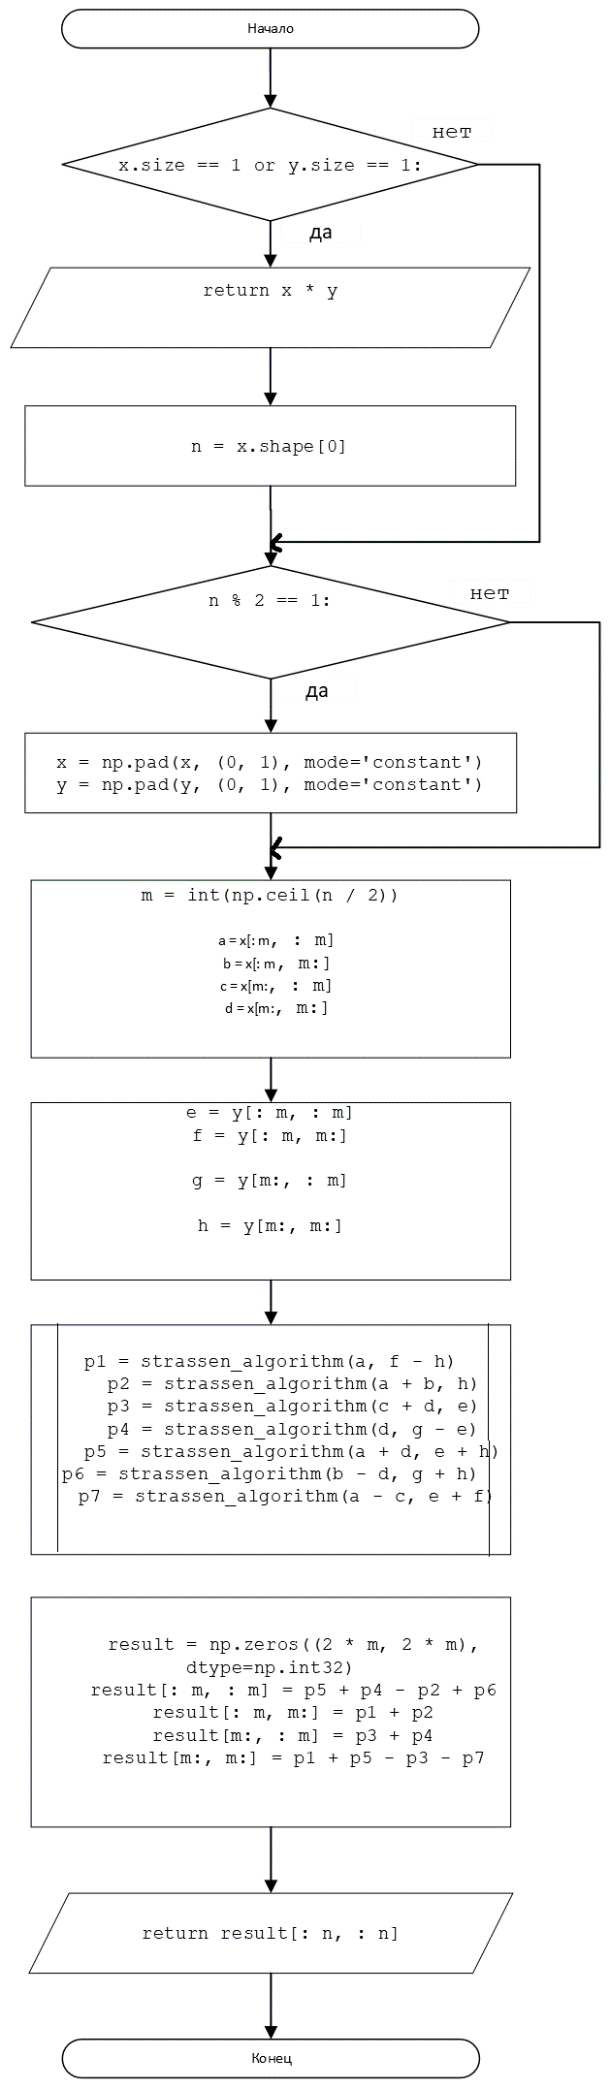 Начало
нет
x.size == 1 or y.size == 1:
да
return x * y
n = x.shape[0]
нет
n % 2 == 1:
да
x = np.pad(x, (0, 1), mode='constant')
y = np.pad(y, (0, 1), mode='constant')
m = int(np.ceil(n / 2))
a = x[: m, : m]
b = x[: m, m:]
c = x[m:, : m]
d = x[m:, m:]
e = y[: m, : m]
f = y[: m, m:]
g = y[m:, : m]
h = y[m:, m:]
p1 = strassen_algorithm(a, f - h)
p2 = strassen_algorithm(a + b, h)
p3 = strassen_algorithm(c + d, e)
p4 = strassen_algorithm(d, g - e)
p5 = strassen_algorithm(a + d, e + h)
p6 = strassen_algorithm(b - d, g + h)
p7 = strassen_algorithm(a - c, e + f)
result = np.zeros((2 * m, 2 * m),
dtype=np.int32)
result[: m, : m] = p5 + p4 - p2 + p6
result[: m, m:] = p1 + p2
result[m:, : m] = p3 + p4
result[m:, m:] = p1 + p5 - p3 - p7
return result[: n, : n]
Конец